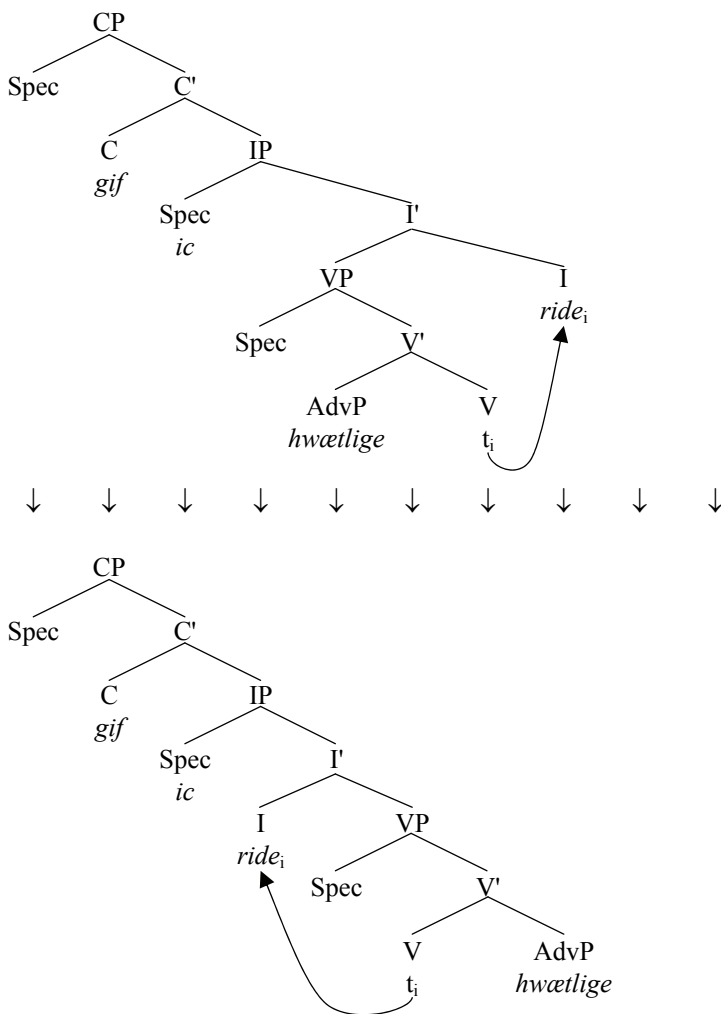 CP
Spec C'
C IP
gif
Spec I'
ic
VP I
ride_i
Spec V'
AdvP V
hwætlige t_i
↓ ↓ ↓ ↓ ↓ ↓ ↓ ↓ ↓ ↓
CP
Spec C'
C IP
gif
Spec I'
ic
I VP
ride_i
Spec V'
V AdvP
t_i hwætlige